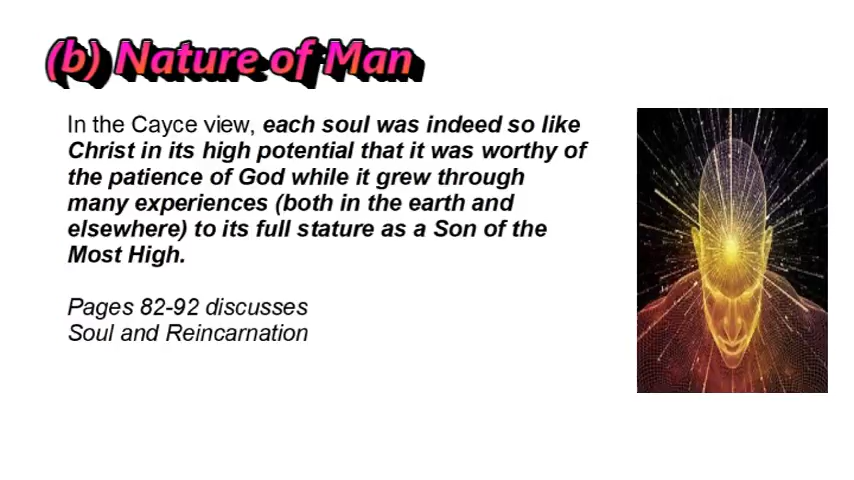 (b) Nature of Man
In the Cayce view, each soul was indeed so like
Christ in its high potential that it was worthy of
the patience of God while it grew through
many experiences (both in the earth and
elsewhere) to its full stature as a Son of the
Most High.
Pages 82-92 discusses
Soul and Reincarnation